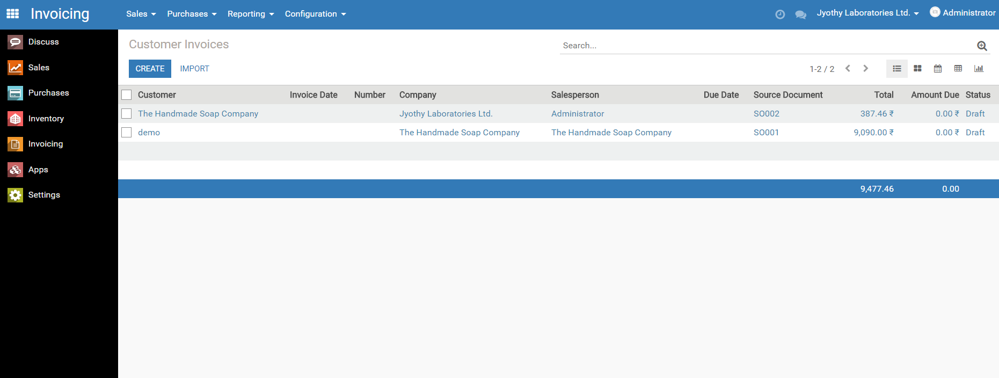 Invoicing Sales Purchases Reporting Configuration Jyothy Laboratories Ltd. Administrator
Discuss
Sales
Purchases
Inventory
Invoicing
Apps
Settings
Customer Invoices
Search...
CREATE IMPORT 1-2 / 2
Customer Invoice Date Number Company Salesperson Due Date Source Document Total Amount Due Status
The Handmade Soap Company Jyothy Laboratories Ltd. Administrator SO002 387.46 ₹ 0.00 ₹ Draft
demo The Handmade Soap Company The Handmade Soap Company SO001 9,090.00 ₹ 0.00 ₹ Draft
9,477.46 0.00